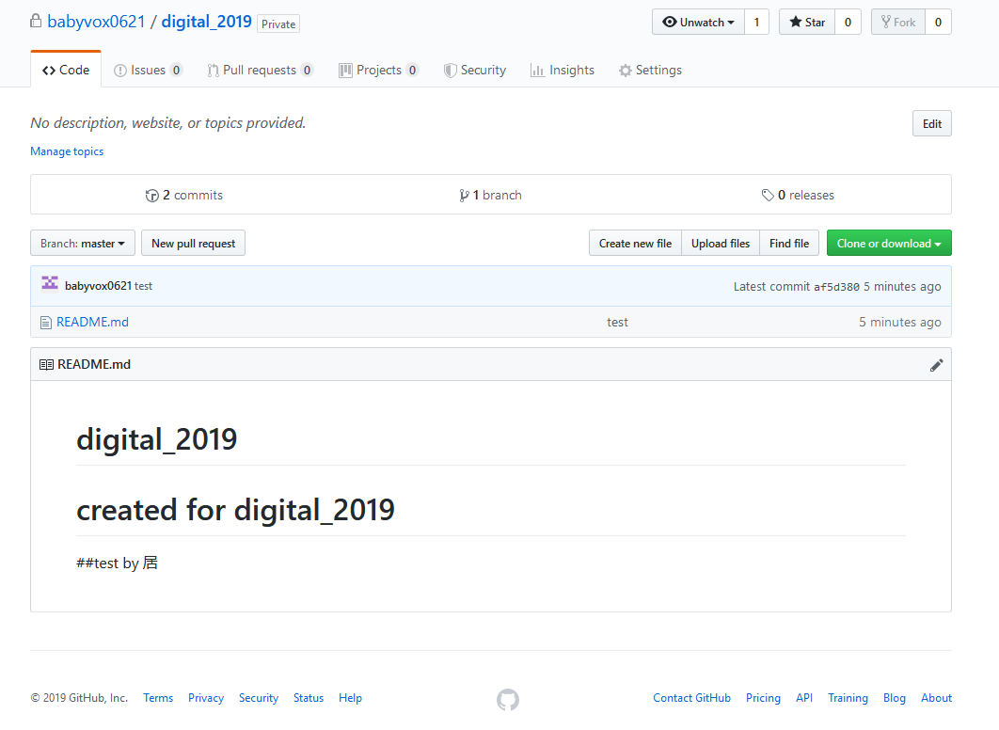 babyvox0621 / digital_2019 Private Unwatch 1 Star 0 Fork 0
Code Issues 0 Pull requests 0 Projects 0 Security Insights Settings
No description, website, or topics provided. Edit
Manage topics
2 commits 1 branch 0 releases
Branch: master New pull request Create new file Upload files Find file Clone or download
babyvox0621 test Latest commit af5d380 5 minutes ago
README.md test 5 minutes ago
README.md
digital_2019
created for digital_2019
##test by 居
© 2019 GitHub, Inc. Terms Privacy Security Status Help Contact GitHub Pricing API Training Blog About